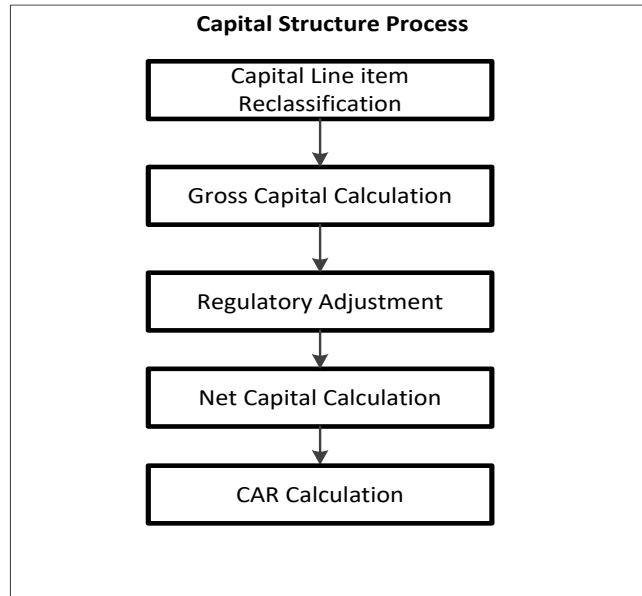 Capital Structure Process
Capital Line item
Reclassification
Gross Capital Calculation
Regulatory Adjustment
Net Capital Calculation
CAR Calculation